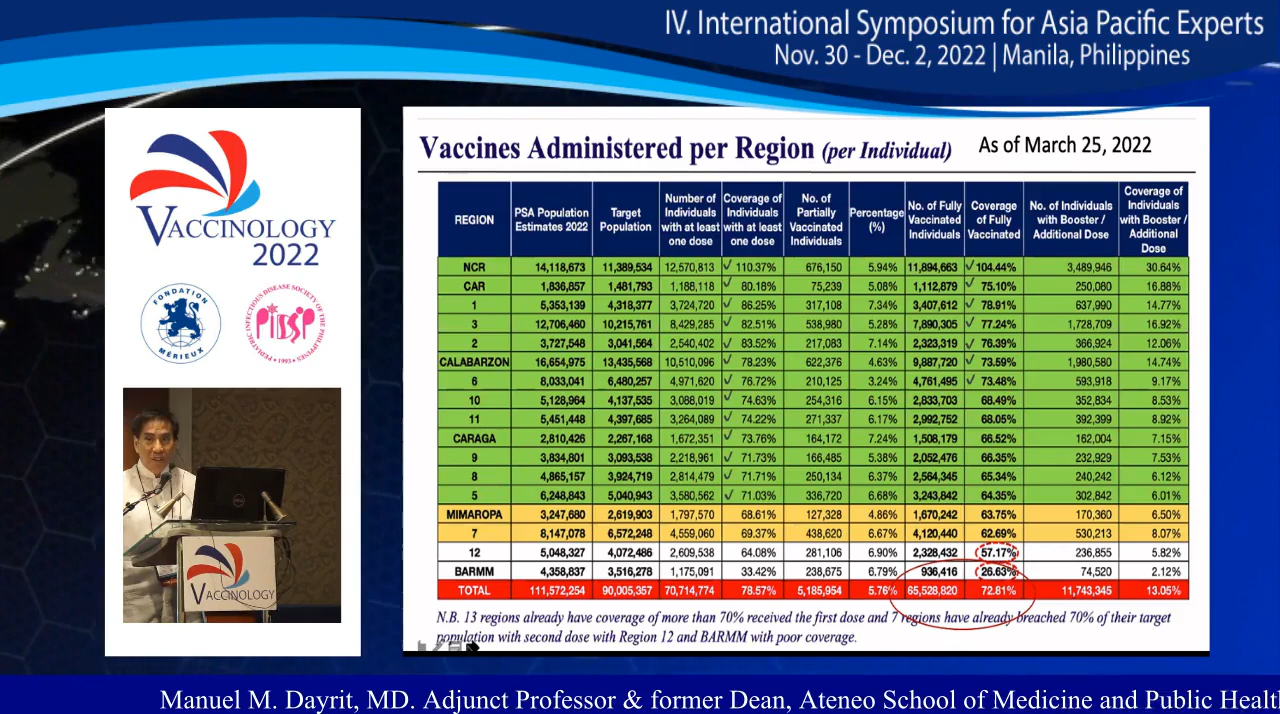 IV. International Symposium for Asia Pacific Experts
Nov. 30 - Dec. 2, 2022 | Manila, Philippines
VACCINOLOGY
2022
FONDATION
MÉRIEUX
PEDIATRIC INFECTIOUS DISEASE SOCIETY OF THE PHILIPPINES
PIDSP
• 1993 •
Vaccines Administered per Region (per Individual) As of March 25, 2022
REGION PSA Population Estimates 2022 Target Population Number of Individuals with at least one dose Coverage of Individuals with at least one dose No. of Partially Vaccinated Individuals Percentage (%) No. of Fully Vaccinated Individuals Coverage of Fully Vaccinated No. of Individuals with Booster / Additional Dose Coverage of Individuals with Booster / Additional Dose
NCR 14,118,673 11,389,534 12,570,813 ✓ 110.37% 676,150 5.94% 11,894,663 ✓ 104.44% 3,489,946 30.64%
CAR 1,836,857 1,481,793 1,188,118 ✓ 80.18% 75,239 5.08% 1,112,879 ✓ 75.10% 250,080 16.88%
1 5,353,139 4,318,377 3,724,720 ✓ 86.25% 317,108 7.34% 3,407,612 ✓ 78.91% 637,990 14.77%
3 12,706,460 10,215,761 8,429,285 ✓ 82.51% 538,980 5.28% 7,890,305 ✓ 77.24% 1,728,709 16.92%
2 3,727,548 3,041,564 2,540,402 ✓ 83.52% 217,083 7.14% 2,323,319 ✓ 76.39% 366,924 12.06%
CALABARZON 16,654,975 13,435,568 10,510,096 ✓ 78.23% 622,376 4.63% 9,887,720 ✓ 73.59% 1,980,580 14.74%
6 8,033,041 6,480,257 4,971,620 ✓ 76.72% 210,125 3.24% 4,761,495 ✓ 73.48% 593,918 9.17%
10 5,128,964 4,137,535 3,088,019 ✓ 74.63% 254,316 6.15% 2,833,703 68.49% 352,834 8.53%
11 5,451,448 4,397,685 3,264,089 ✓ 74.22% 271,337 6.17% 2,992,752 68.05% 392,399 8.92%
CARAGA 2,810,426 2,267,168 1,672,351 ✓ 73.76% 164,172 7.24% 1,508,179 66.52% 162,004 7.15%
9 3,834,801 3,093,538 2,218,961 ✓ 71.73% 166,485 5.38% 2,052,476 66.35% 232,929 7.53%
8 4,865,157 3,924,719 2,814,479 ✓ 71.71% 250,134 6.37% 2,564,345 65.34% 240,242 6.12%
5 6,248,843 5,040,943 3,580,562 ✓ 71.03% 336,720 6.68% 3,243,842 64.35% 302,842 6.01%
MIMAROPA 3,247,680 2,619,903 1,797,570 68.61% 127,328 4.86% 1,670,242 63.75% 170,360 6.50%
7 8,147,078 6,572,248 4,559,060 69.37% 438,620 6.67% 4,120,440 62.69% 530,213 8.07%
12 5,048,327 4,072,486 2,609,538 64.08% 281,106 6.90% 2,328,432 57.17% 236,855 5.82%
BARMM 4,358,837 3,516,278 1,175,091 33.42% 238,675 6.79% 936,416 26.63% 74,520 2.12%
TOTAL 111,572,254 90,005,357 70,714,774 78.57% 5,185,954 5.76% 65,528,820 72.81% 11,743,345 13.05%
N.B. 13 regions already have coverage of more than 70% received the first dose and 7 regions have already breached 70% of their target
population with second dose with Region 12 and BARMM with poor coverage.
DELL
VACCINOLOGY
Manuel M. Dayrit, MD. Adjunct Professor & former Dean, Ateneo School of Medicine and Public Health